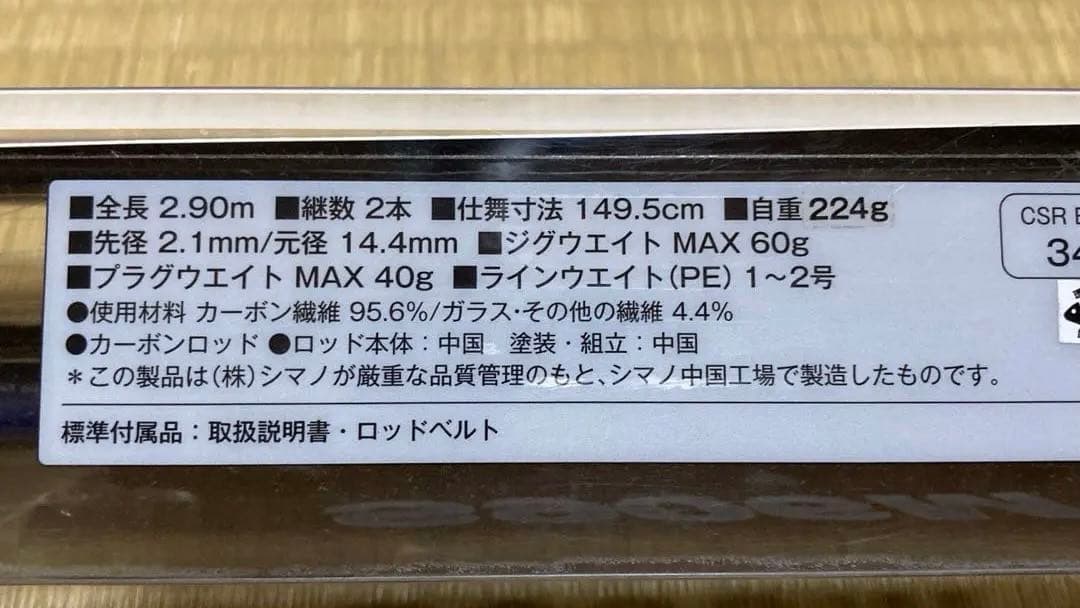 ■全長 2.90m ■継数 2本 ■仕舞寸法 149.5cm ■自重 224g
■先径 2.1mm/元径 14.4mm ■ジグウエイト MAX 60g
■プラグウエイト MAX 40g ■ラインウエイト(PE) 1〜2号
●使用材料 カーボン繊維 95.6%/ガラス・その他の繊維 4.4%
●カーボンロッド ●ロッド本体：中国 塗装・組立：中国
＊この製品は(株)シマノが厳重な品質管理のもと、シマノ中国工場で製造したものです。
標準付属品：取扱説明書・ロッドベルト
CSR